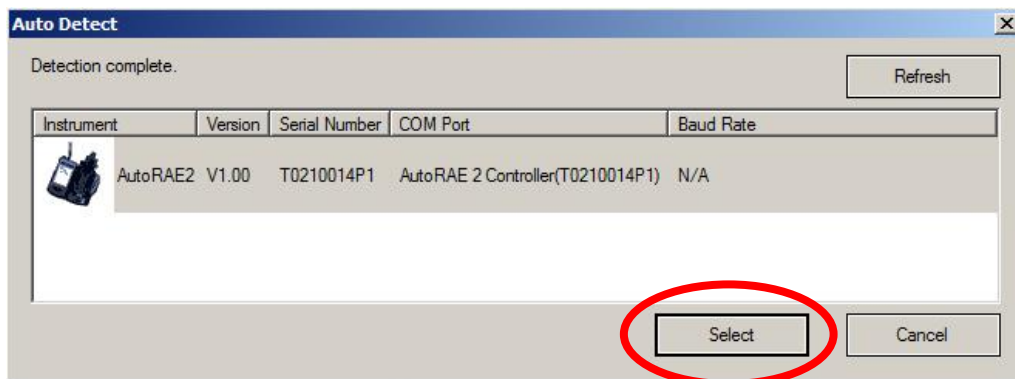 Auto Detect
Detection complete.
Refresh
Instrument Version Serial Number COM Port Baud Rate
AutoRAE2 V1.00 T0210014P1 AutoRAE 2 Controller(T0210014P1) N/A
Select Cancel